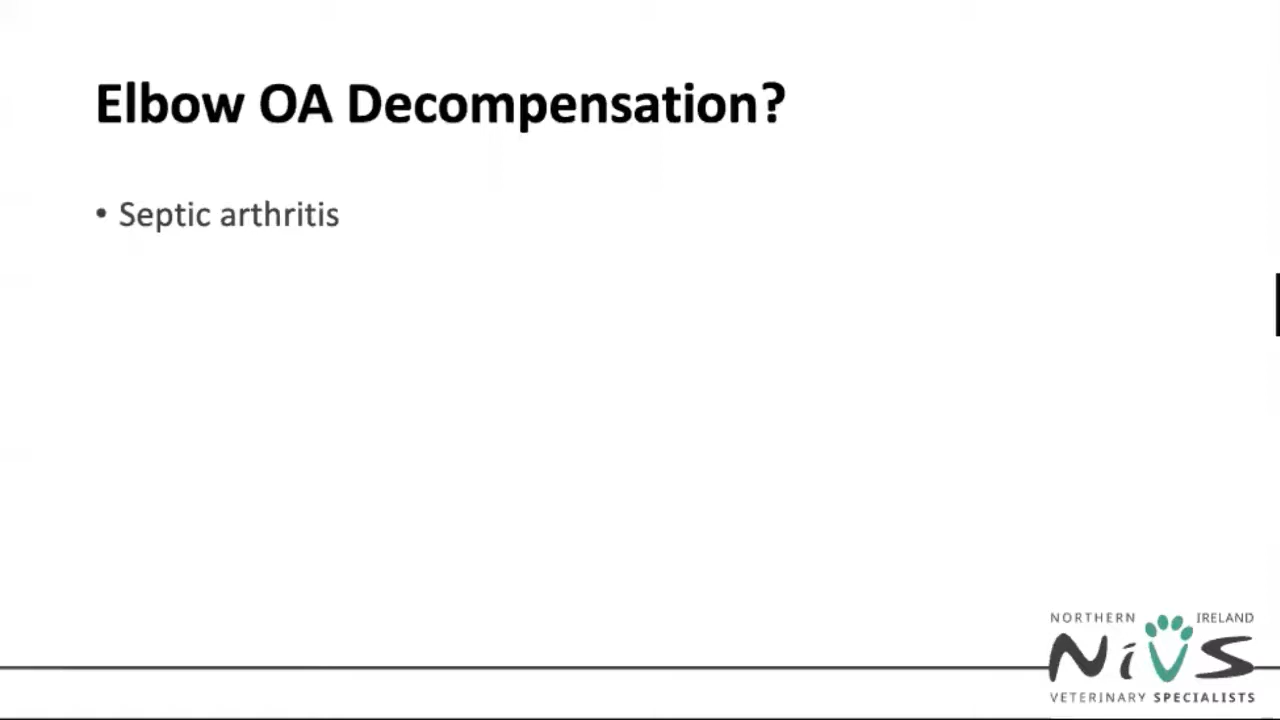 Elbow OA Decompensation?
• Septic arthritis
NORTHERN IRELAND
NiVS
VETERINARY SPECIALISTS